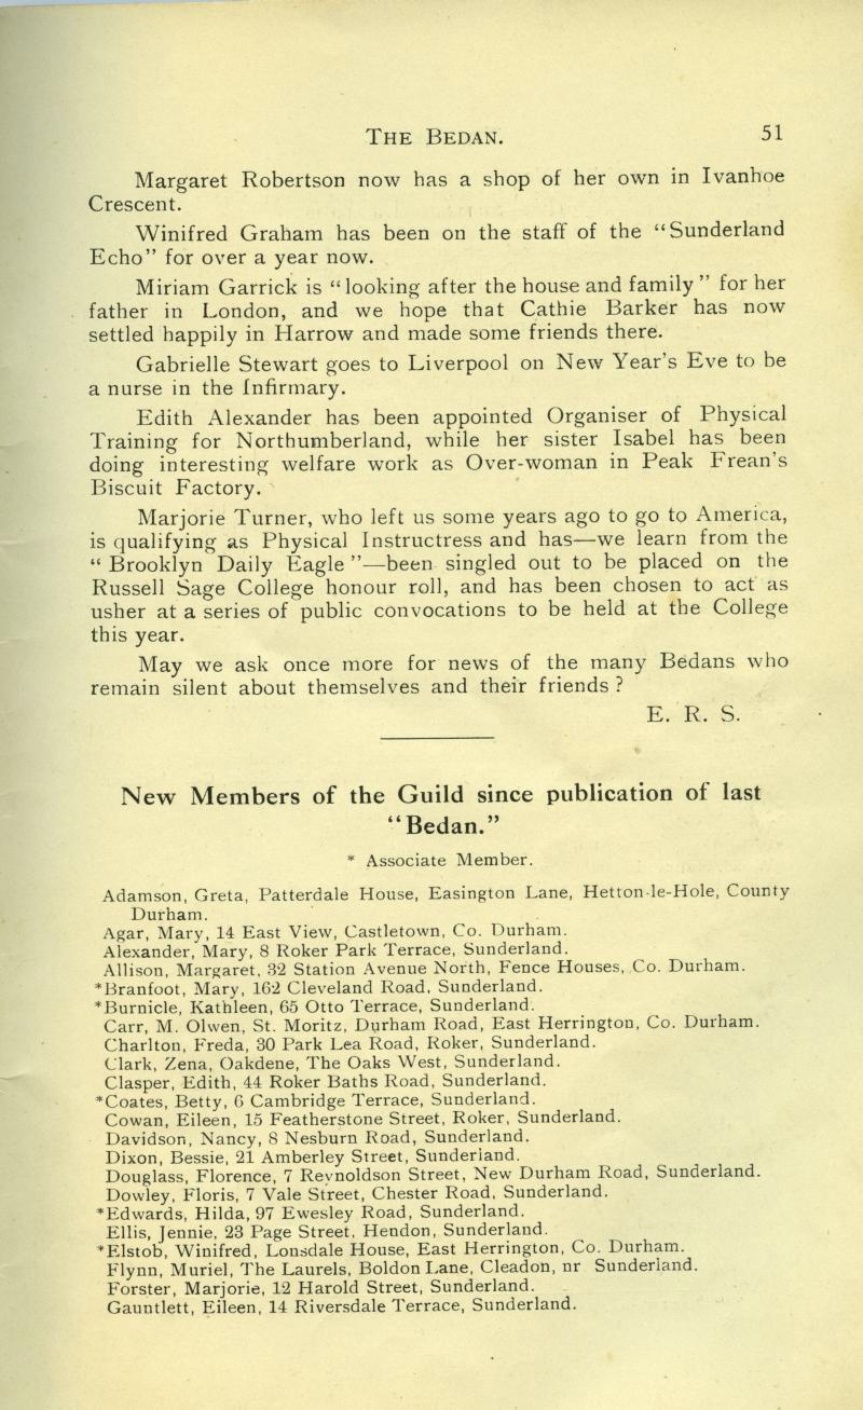 THE BEDAN. 51
Margaret Robertson now has a shop of her own in Ivanhoe
Crescent.
Winifred Graham has been on the staff of the "Sunderland
Echo" for over a year now.
Miriam Garrick is "looking after the house and family" for her
father in London, and we hope that Cathie Barker has now
settled happily in Harrow and made some friends there.
Gabrielle Stewart goes to Liverpool on New Year's Eve to be
a nurse in the Infirmary.
Edith Alexander has been appointed Organiser of Physical
Training for Northumberland, while her sister Isabel has been
doing interesting welfare work as Over-woman in Peak Frean's
Biscuit Factory.
Marjorie Turner, who left us some years ago to go to America,
is qualifying as Physical Instructress and has—we learn from the
"Brooklyn Daily Eagle"—been singled out to be placed on the
Russell Sage College honour roll, and has been chosen to act as
usher at a series of public convocations to be held at the College
this year.
May we ask once more for news of the many Bedans who
remain silent about themselves and their friends ?
E. R. S.
New Members of the Guild since publication of last
"Bedan."
* Associate Member.
Adamson, Greta, Patterdale House, Easington Lane, Hetton-le-Hole, County
Durham.
Agar, Mary, 14 East View, Castletown, Co. Durham.
Alexander, Mary, 8 Roker Park Terrace, Sunderland.
Allison, Margaret, 32 Station Avenue North, Fence Houses, Co. Durham.
*Branfoot, Mary, 162 Cleveland Road, Sunderland.
*Burnicle, Kathleen, 65 Otto Terrace, Sunderland.
Carr, M. Olwen, St. Moritz, Durham Road, East Herrington, Co. Durham.
Charlton, Freda, 30 Park Lea Road, Roker, Sunderland.
Clark, Zena, Oakdene, The Oaks West, Sunderland.
Clasper, Edith, 44 Roker Baths Road, Sunderland.
*Coates, Betty, 6 Cambridge Terrace, Sunderland.
Cowan, Eileen, 15 Featherstone Street, Roker, Sunderland.
Davidson, Nancy, 8 Nesburn Road, Sunderland.
Dixon, Bessie, 21 Amberley Street, Sunderland.
Douglass, Florence, 7 Reynoldson Street, New Durham Road, Sunderland.
Dowley, Floris, 7 Vale Street, Chester Road, Sunderland.
*Edwards, Hilda, 97 Ewesley Road, Sunderland.
Ellis, Jennie, 23 Page Street, Hendon, Sunderland.
*Elstob, Winifred, Lonsdale House, East Herrington, Co. Durham.
Flynn, Muriel, The Laurels, Boldon Lane, Cleadon, nr Sunderland.
Forster, Marjorie, 12 Harold Street, Sunderland.
Gauntlett, Eileen, 14 Riversdale Terrace, Sunderland.